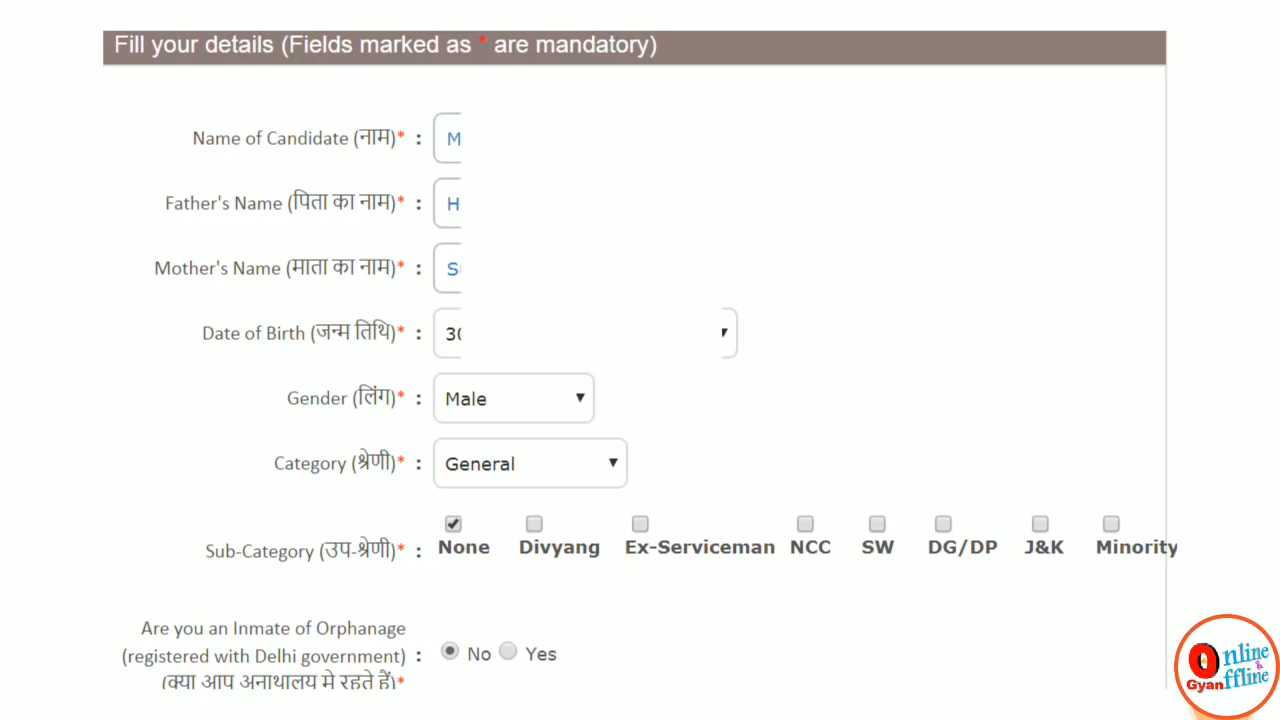 Fill your details (Fields marked as * are mandatory)
Name of Candidate (नाम)* : M
Father's Name (पिता का नाम)* : H
Mother's Name (माता का नाम)* : S
Date of Birth (जन्म तिथि)* : 30
Gender (लिंग)* : Male
Category (श्रेणी)* : General
Sub-Category (उप-श्रेणी)* : None Divyang Ex-Serviceman NCC SW DG/DP J&K Minority
Are you an Inmate of Orphanage
(registered with Delhi government) : No Yes
(क्या आप अनाथालय मे रहते हैं)*
Online
&
Gyan Offline